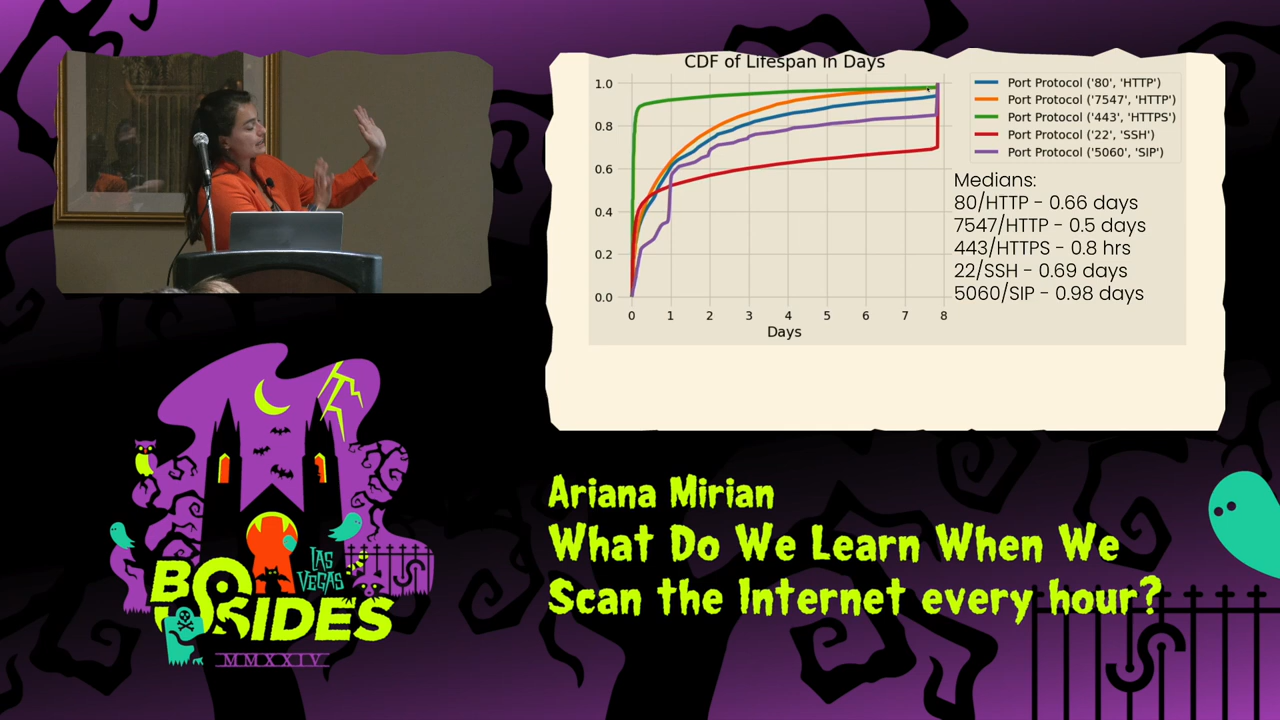 CDF of Lifespan in Days
1.0
0.8
0.6
0.4
0.2
0.0
0 1 2 3 4 5 6 7 8
Days
Port Protocol ('80', 'HTTP')
Port Protocol ('7547', 'HTTP')
Port Protocol ('443', 'HTTPS')
Port Protocol ('22', 'SSH')
Port Protocol ('5060', 'SIP')
Medians:
80/HTTP - 0.66 days
7547/HTTP - 0.5 days
443/HTTPS - 0.8 hrs
22/SSH - 0.69 days
5060/SIP - 0.98 days
LAS
VEGAS
BSIDES
MMXXIV
Ariana Mirian
What Do We Learn When We
Scan the Internet every hour?